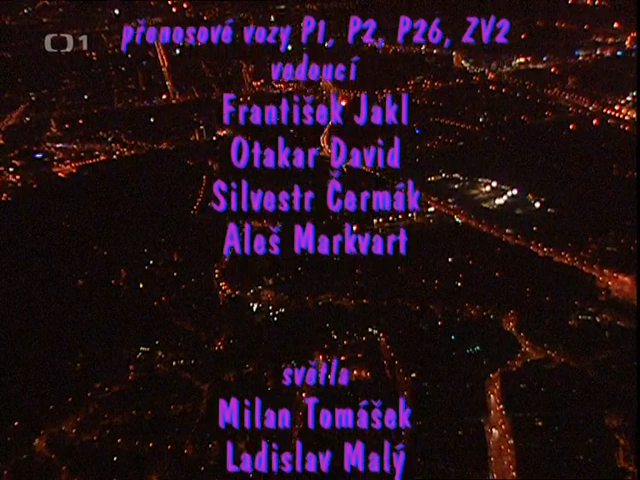 ČT1
přenosové vozy P1, P2, P26, ZV2
vedoucí
František Jakl
Otakar David
Silvestr Čermák
Aleš Markvart
světla
Milan Tomášek
Ladislav Malý